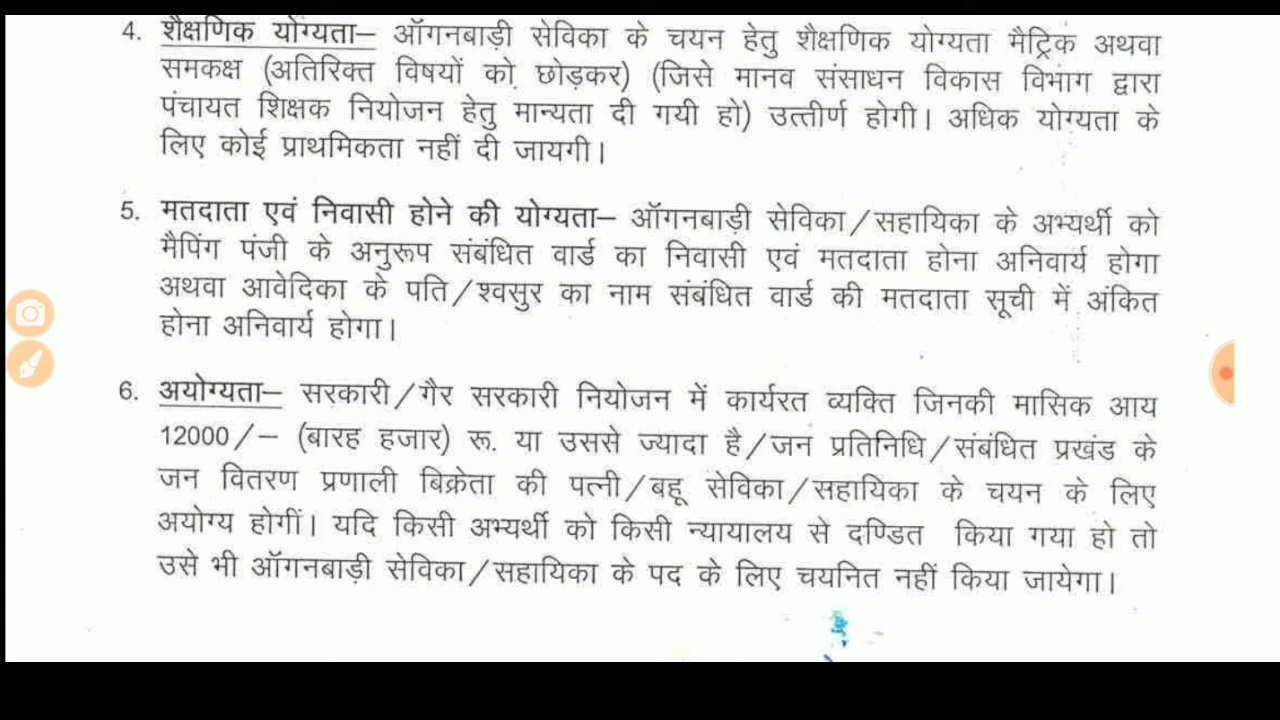 4. शैक्षणिक योग्यता– ऑगनबाड़ी सेविका के चयन हेतु शैक्षणिक योग्यता मैट्रिक अथवा
समकक्ष (अतिरिक्त विषयों को छोड़कर) (जिसे मानव संसाधन विकास विभाग द्वारा
पंचायत शिक्षक नियोजन हेतु मान्यता दी गयी हो) उत्तीर्ण होगी। अधिक योग्यता के
लिए कोई प्राथमिकता नहीं दी जायगी।
5. मतदाता एवं निवासी होने की योग्यता– ऑगनबाड़ी सेविका/सहायिका के अभ्यर्थी को
मैपिंग पंजी के अनुरूप संबंधित वार्ड का निवासी एवं मतदाता होना अनिवार्य होगा
अथवा आवेदिका के पति/श्वसुर का नाम संबंधित वार्ड की मतदाता सूची में अंकित
होना अनिवार्य होगा।
6. अयोग्यता– सरकारी/गैर सरकारी नियोजन में कार्यरत व्यक्ति जिनकी मासिक आय
12000/– (बारह हजार) रू. या उससे ज्यादा है/जन प्रतिनिधि/संबंधित प्रखंड के
जन वितरण प्रणाली बिक्रेता की पत्नी/बहू सेविका/सहायिका के चयन के लिए
अयोग्य होगीं। यदि किसी अभ्यर्थी को किसी न्यायालय से दण्डित किया गया हो तो
उसे भी ऑगनबाड़ी सेविका/सहायिका के पद के लिए चयनित नहीं किया जायेगा।